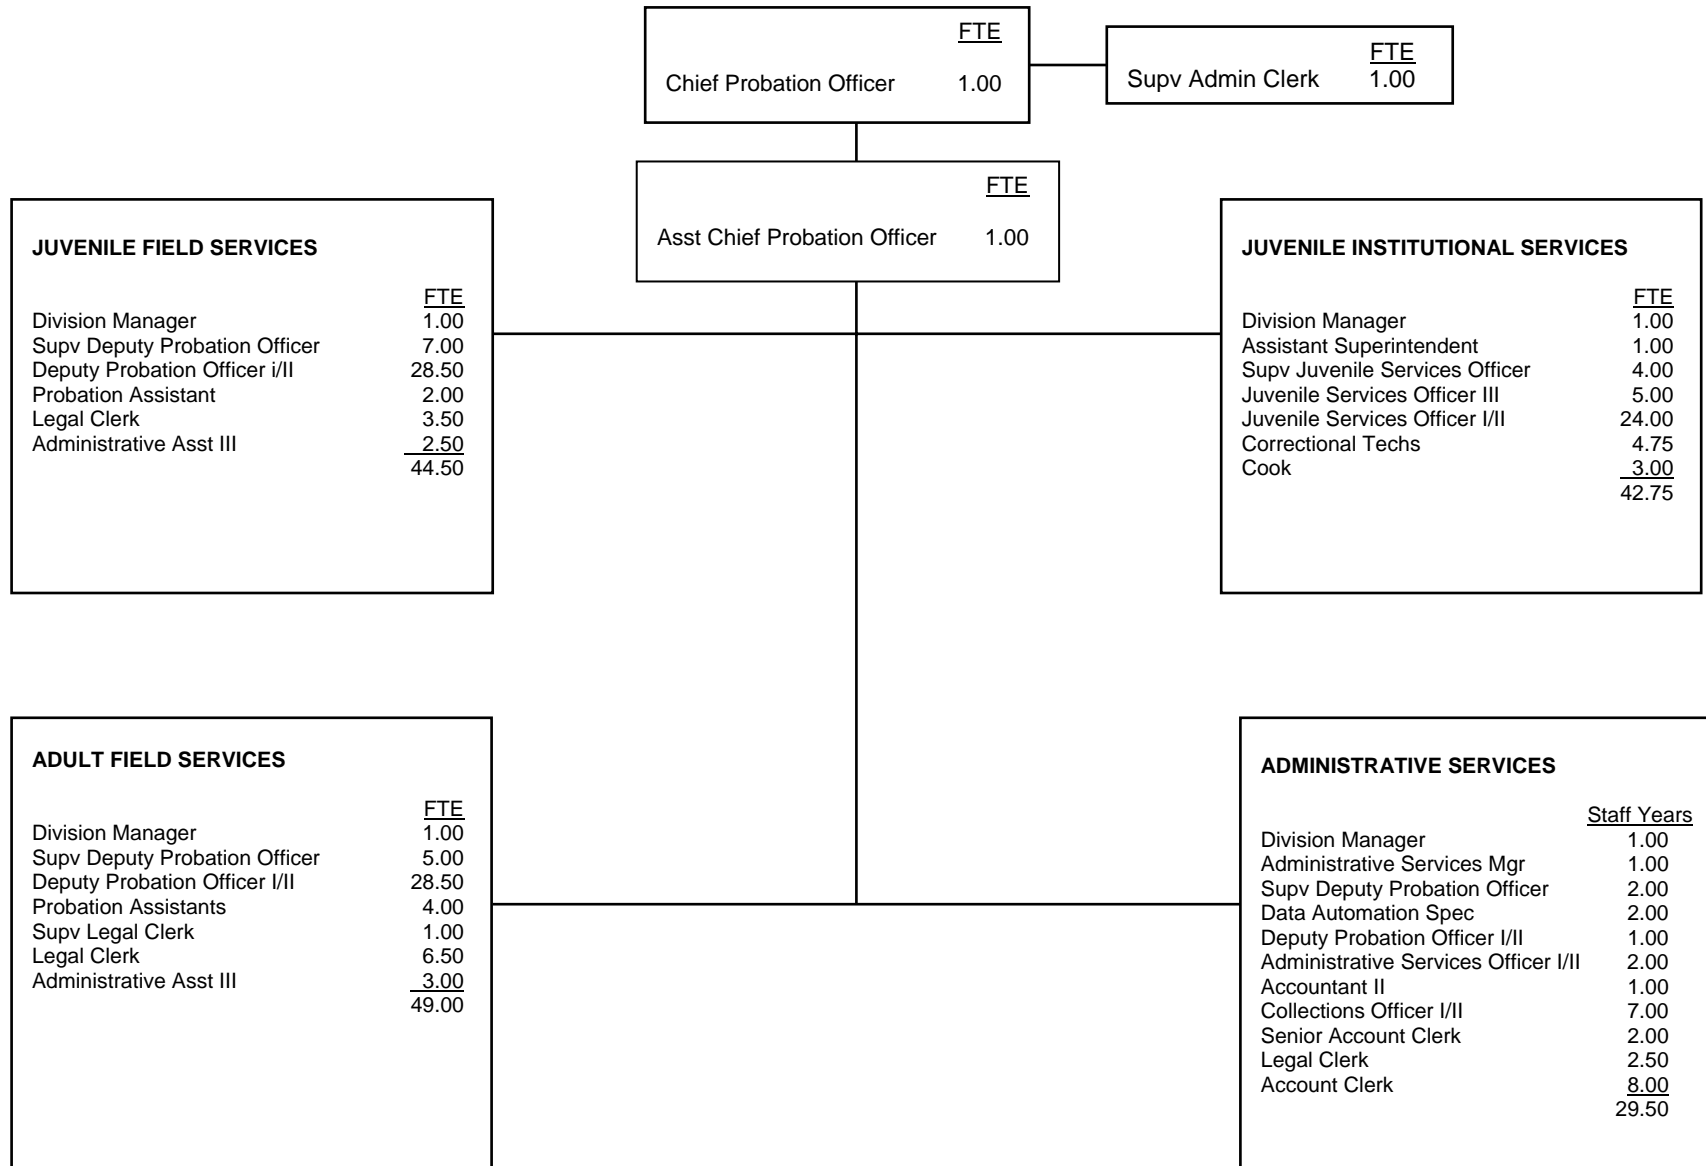 FTE
Chief Probation Officer 1.00
FTE
Supv Admin Clerk 1.00
FTE
Asst Chief Probation Officer 1.00
JUVENILE FIELD SERVICES
FTE
Division Manager 1.00
Supv Deputy Probation Officer 7.00
Deputy Probation Officer i/II 28.50
Probation Assistant 2.00
Legal Clerk 3.50
Administrative Asst III 2.50
44.50
JUVENILE INSTITUTIONAL SERVICES
FTE
Division Manager 1.00
Assistant Superintendent 1.00
Supv Juvenile Services Officer 4.00
Juvenile Services Officer III 5.00
Juvenile Services Officer I/II 24.00
Correctional Techs 4.75
Cook 3.00
42.75
ADULT FIELD SERVICES
FTE
Division Manager 1.00
Supv Deputy Probation Officer 5.00
Deputy Probation Officer I/II 28.50
Probation Assistants 4.00
Supv Legal Clerk 1.00
Legal Clerk 6.50
Administrative Asst III 3.00
49.00
ADMINISTRATIVE SERVICES
Staff Years
Division Manager 1.00
Administrative Services Mgr 1.00
Supv Deputy Probation Officer 2.00
Data Automation Spec 2.00
Deputy Probation Officer I/II 1.00
Administrative Services Officer I/II 2.00
Accountant II 1.00
Collections Officer I/II 7.00
Senior Account Clerk 2.00
Legal Clerk 2.50
Account Clerk 8.00
29.50